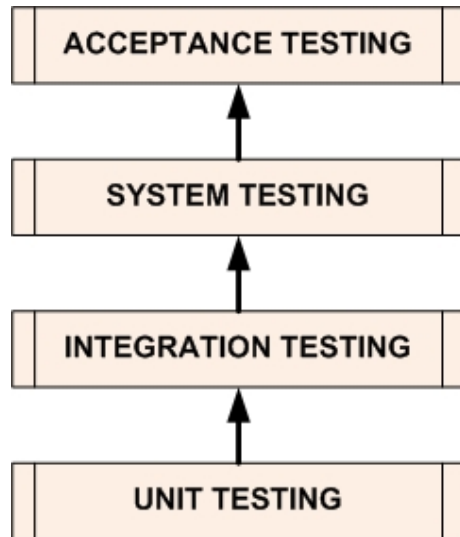 ACCEPTANCE TESTING
SYSTEM TESTING
INTEGRATION TESTING
UNIT TESTING